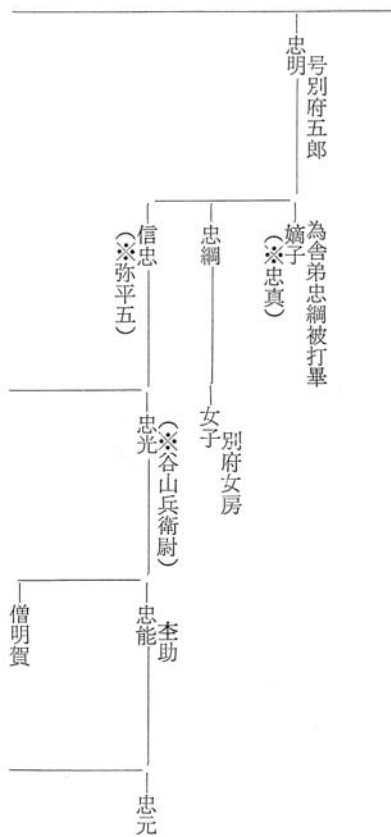 号別府五郎
忠明
為舎弟忠綱被打畢
嫡子
(※忠真)
忠綱
別府女房
女子
信忠
(※弥平五)
(※谷山兵衛尉)
忠光
杢助
忠能
僧明賀
忠元